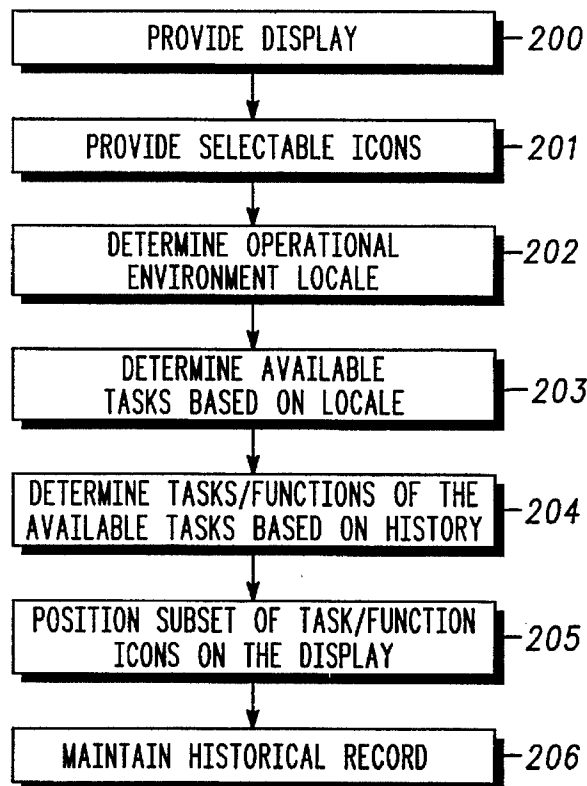 PROVIDE DISPLAY
200
PROVIDE SELECTABLE ICONS
201
DETERMINE OPERATIONAL
ENVIRONMENT LOCALE
202
DETERMINE AVAILABLE
TASKS BASED ON LOCALE
203
DETERMINE TASKS/FUNCTIONS OF THE
AVAILABLE TASKS BASED ON HISTORY
204
POSITION SUBSET OF TASK/FUNCTION
ICONS ON THE DISPLAY
205
MAINTAIN HISTORICAL RECORD
206